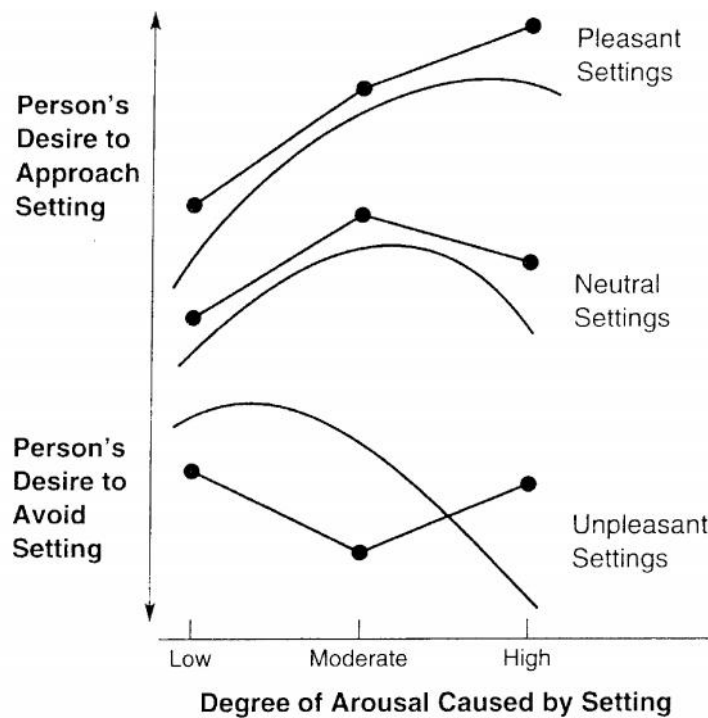 Person's
Desire to
Approach
Setting
Pleasant
Settings
Neutral
Settings
Person's
Desire to
Avoid
Setting
Unpleasant
Settings
Low Moderate High
Degree of Arousal Caused by Setting